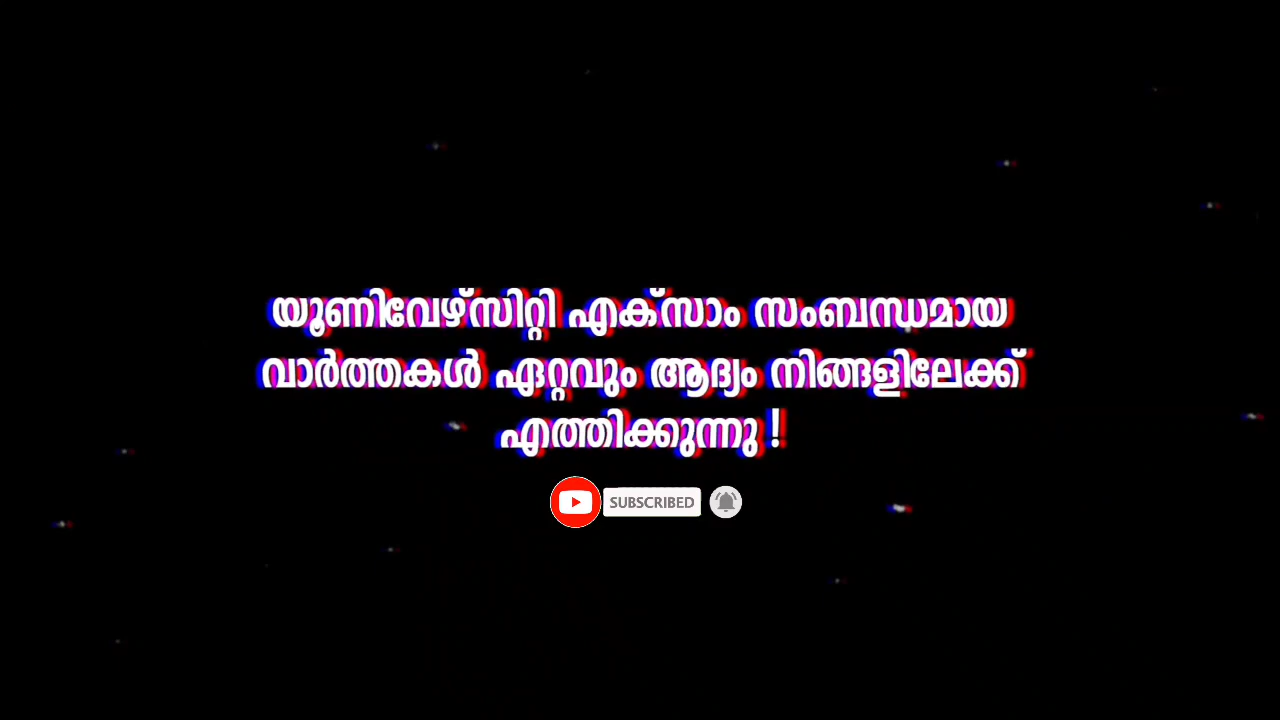 യൂണിവേഴ്സിറ്റി എക്സാം സംബന്ധമായ
വാർത്തകൾ ഏറ്റവും ആദ്യം നിങ്ങളിലേക്ക്
എത്തിക്കുന്നു !
SUBSCRIBED